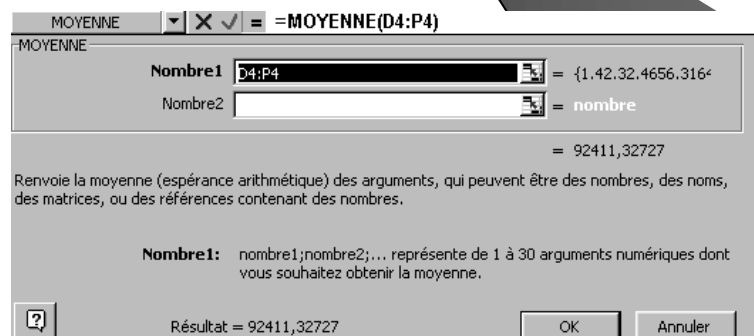 MOYENNE = =MOYENNE(D4:P4)
MOYENNE
Nombre1 D4:P4 = {1.42.32.4656.3164
Nombre2 = nombre
= 92411,32727
Renvoie la moyenne (espérance arithmétique) des arguments, qui peuvent être des nombres, des noms,
des matrices, ou des références contenant des nombres.
Nombre1: nombre1;nombre2;... représente de 1 à 30 arguments numériques dont
vous souhaitez obtenir la moyenne.
? Résultat = 92411,32727 OK Annuler